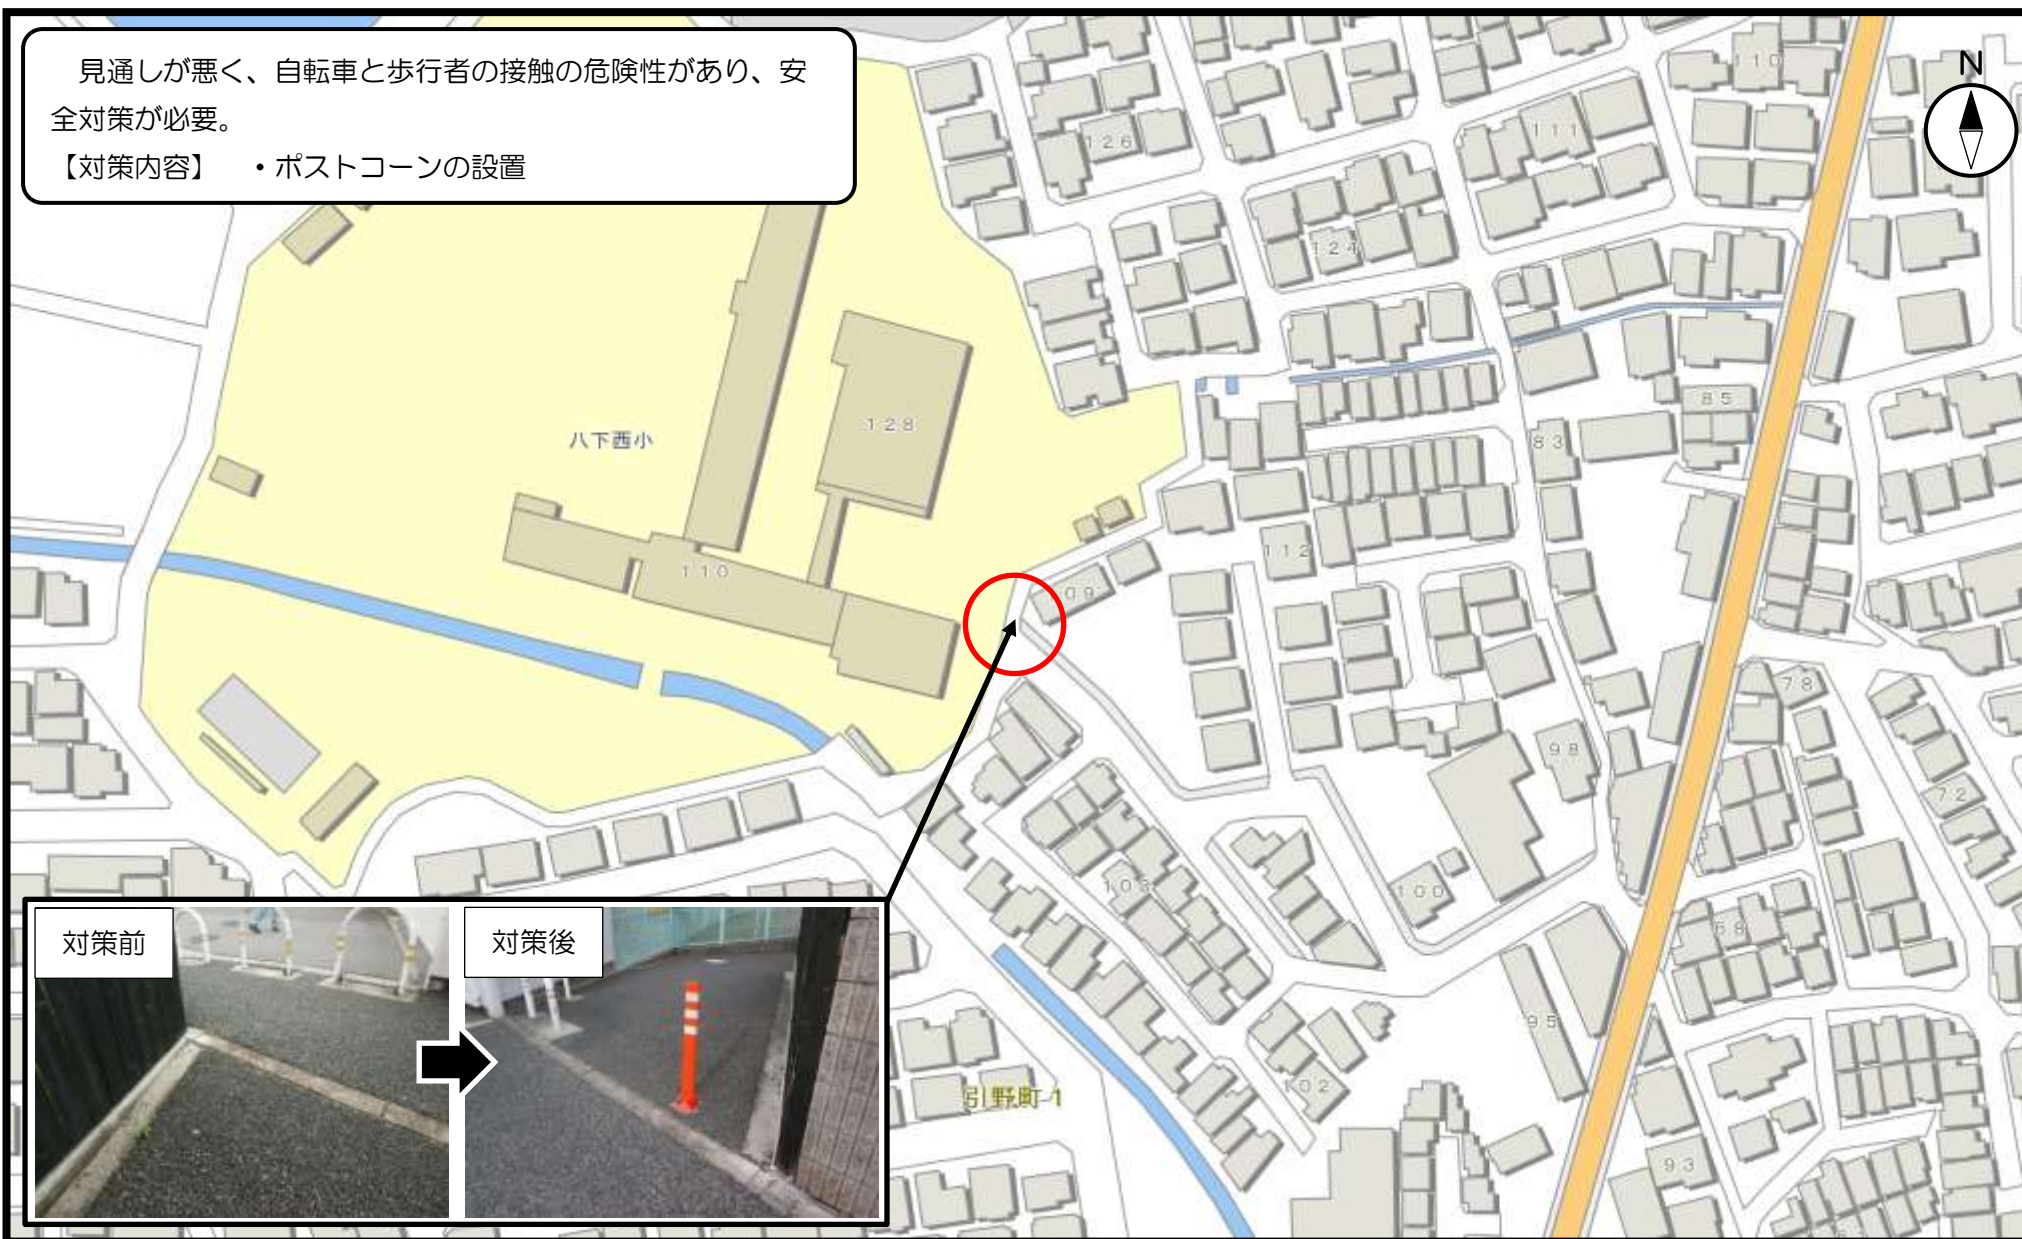 見通しが悪く、自転車と歩行者の接触の危険性があり、安
全対策が必要。
【対策内容】　・ポストコーンの設置
N
110
126
111
124
128
八下西小
85
83
110
112
109
78
98
72
103
100
68
対策前
対策後
95
102
引野町1
93